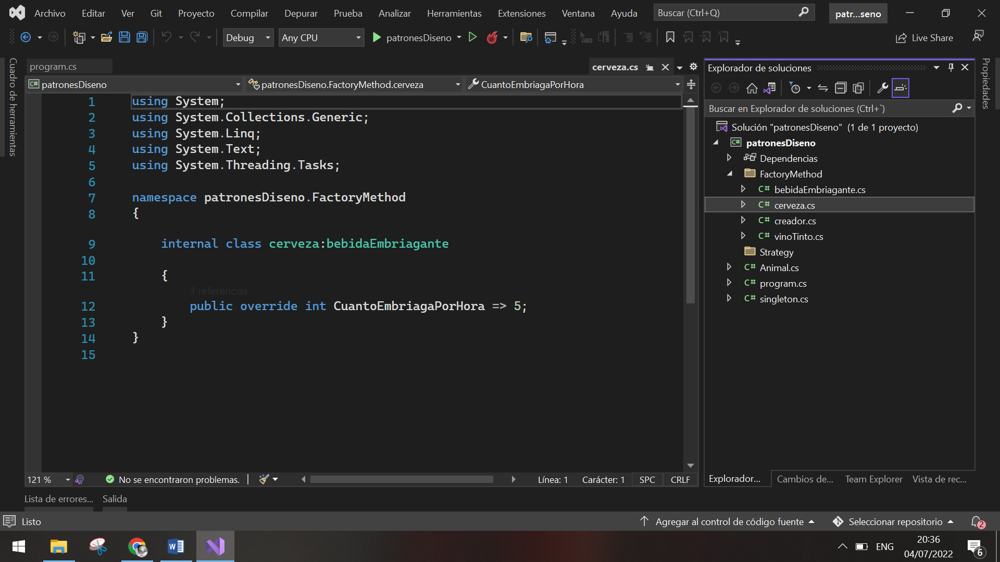 Archivo Editar Ver Git Proyecto Compilar Depurar Prueba Analizar Herramientas Extensiones Ventana Ayuda Buscar (Ctrl+Q) patr...seno
Debug Any CPU patronesDiseno Live Share
Cuadro de herramientas
program.cs
cerveza.cs
patronesDiseno patronesDiseno.FactoryMethod.cerveza CuantoEmbriagaPorHora
1 using System;
2 using System.Collections.Generic;
3 using System.Linq;
4 using System.Text;
5 using System.Threading.Tasks;
6
7 namespace patronesDiseno.FactoryMethod
8 {
9 internal class cerveza:bebidaEmbriagante
10
11 {
3 referencias
12 public override int CuantoEmbriagaPorHora => 5;
13 }
14 }
15
121 % No se encontraron problemas. Línea: 1 Carácter: 1 SPC CRLF
Explorador de soluciones
Buscar en Explorador de soluciones (Ctrl+`)
Solución "patronesDiseno" (1 de 1 proyecto)
C# patronesDiseno
Dependencias
FactoryMethod
C# bebidaEmbriagante.cs
C# cerveza.cs
C# creador.cs
C# vinoTinto.cs
Strategy
C# Animal.cs
C# program.cs
C# singleton.cs
Explorador... Cambios de... Team Explorer Vista de rec...
Propiedades
Lista de errores... Salida
Listo Agregar al control de código fuente Seleccionar repositorio 2
ENG 20:36
04/07/2022 6